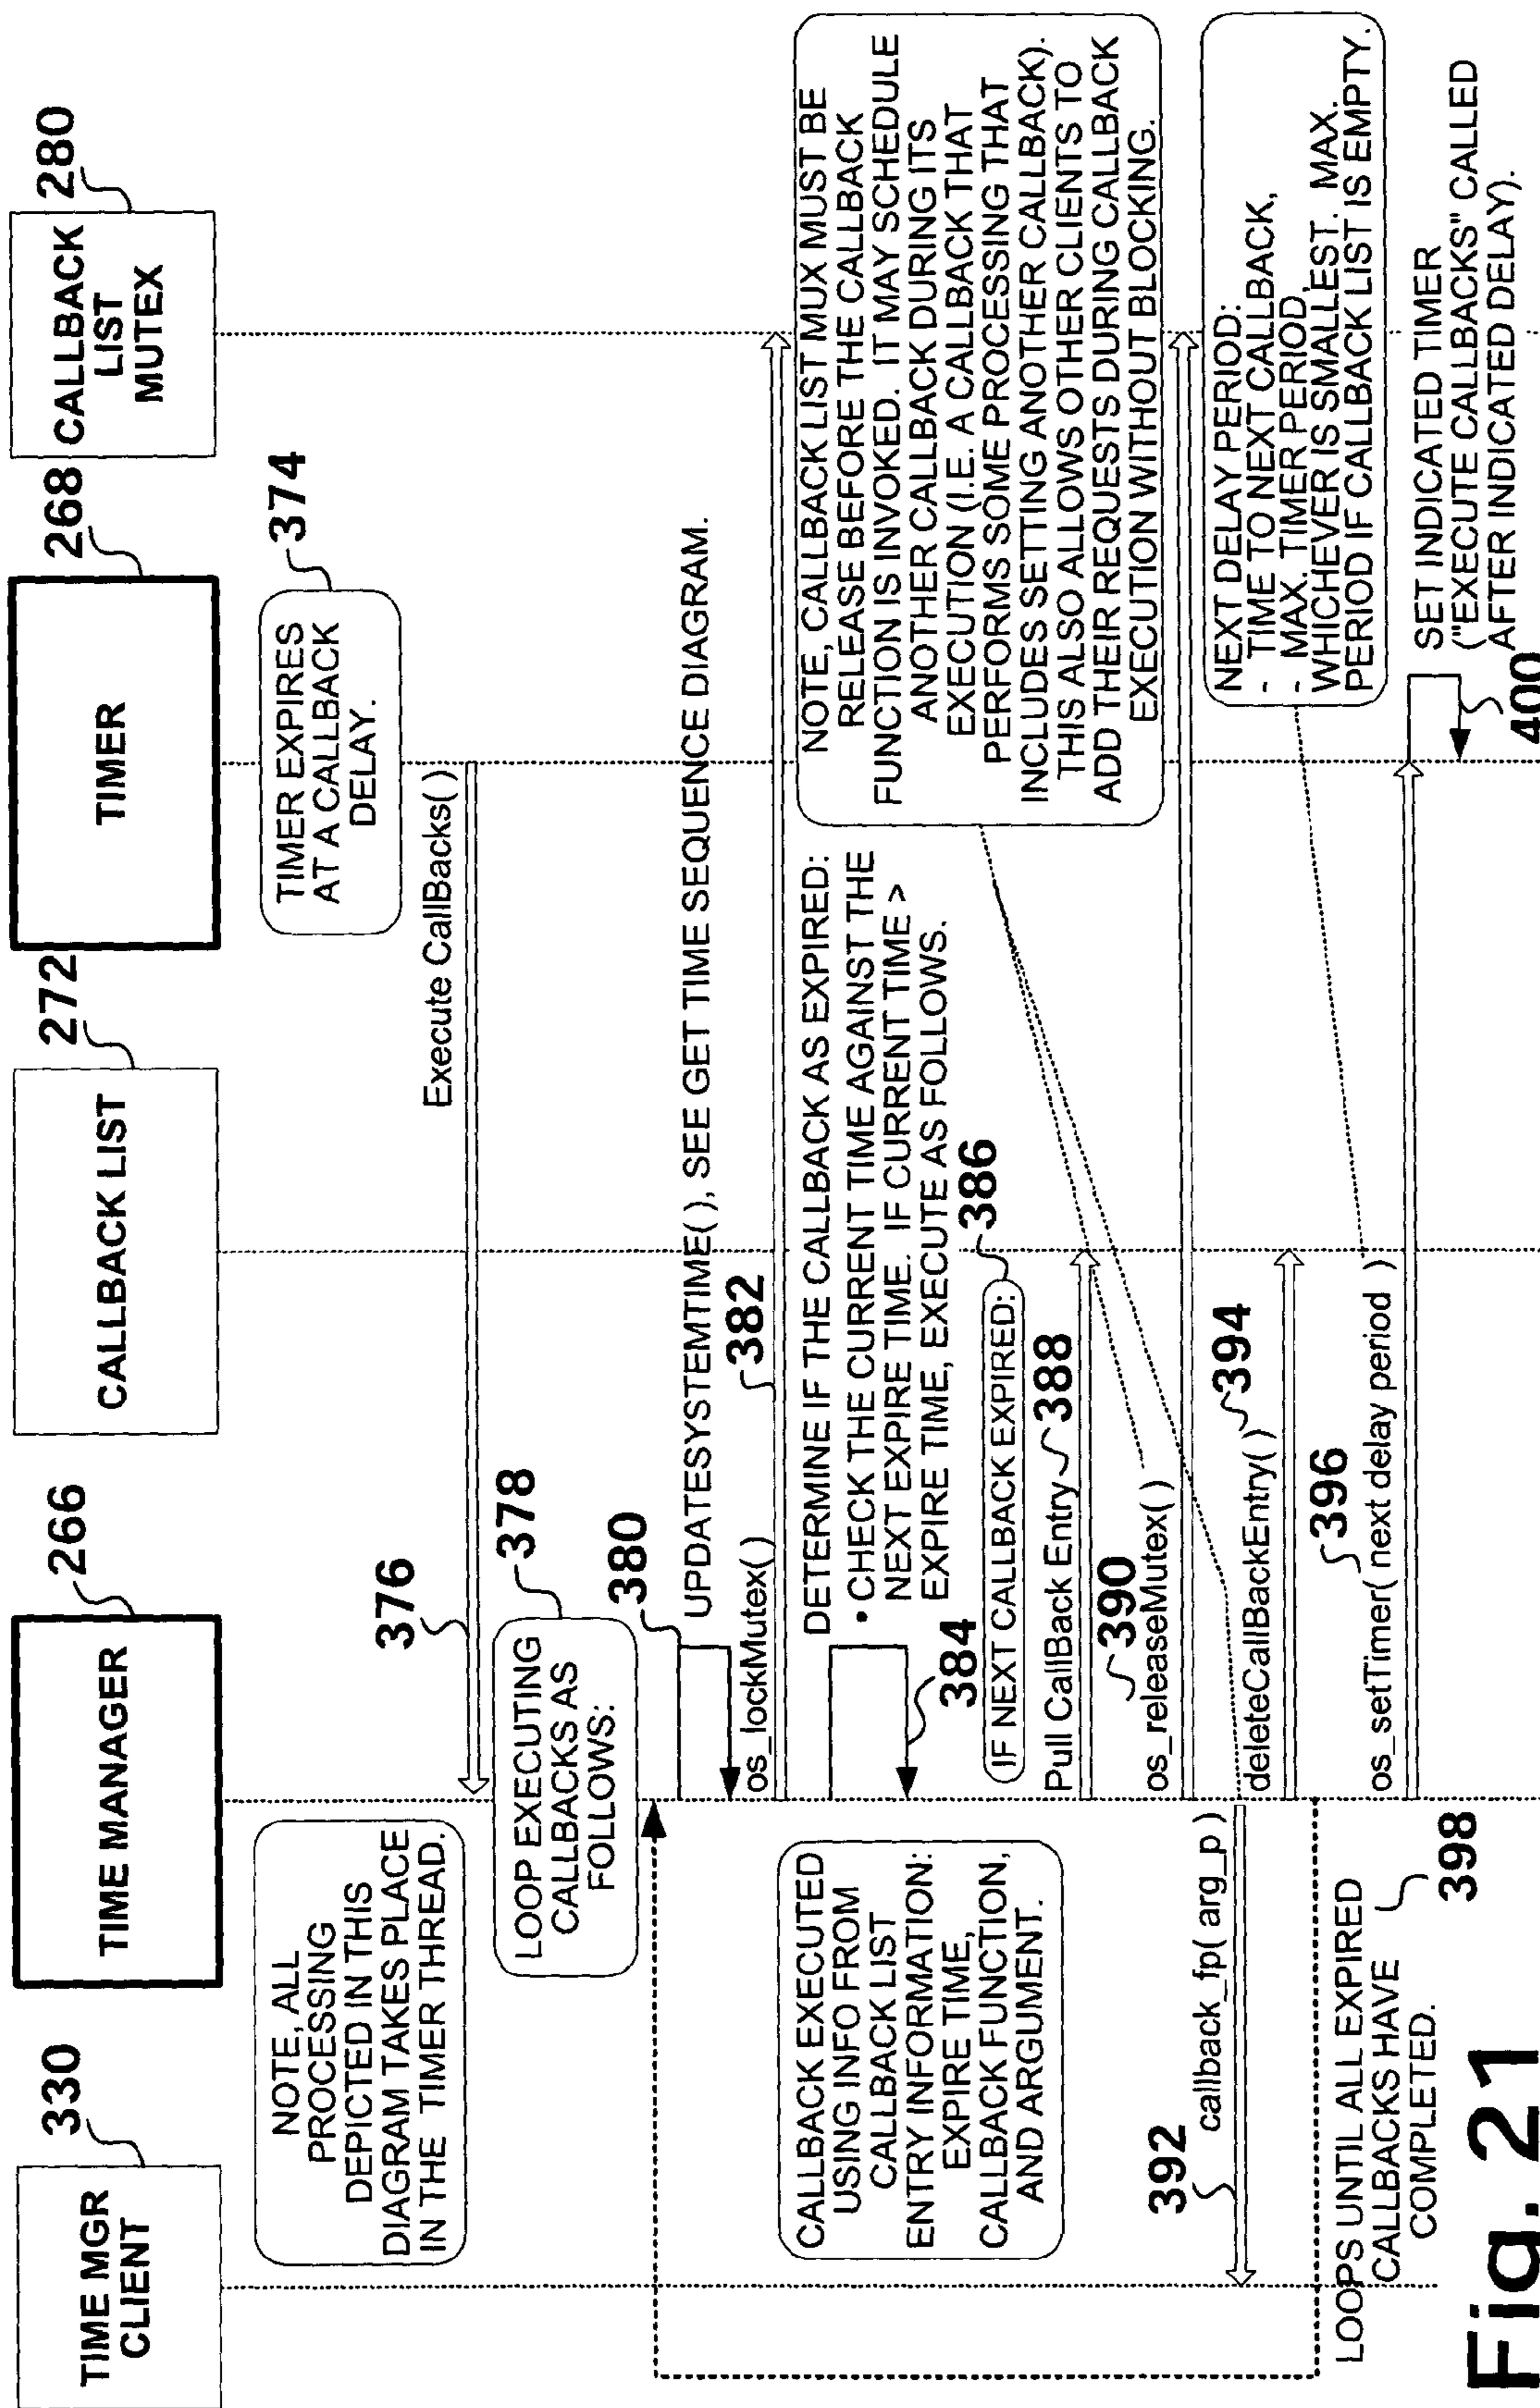 TIME MGR
CLIENT
330
TIME MANAGER
266
CALLBACK LIST
272
TIMER
268
CALLBACK
LIST
MUTEX
280
NOTE, ALL
PROCESSING
DEPICTED IN THIS
DIAGRAM TAKES PLACE
IN THE TIMER THREAD.
TIMER EXPIRES
AT A CALLBACK
DELAY.
374
376
Execute CallBacks( )
LOOP EXECUTING
CALLBACKS AS
FOLLOWS:
378
380
UPDATESYSTEMTIME( ), SEE GET TIME SEQUENCE DIAGRAM.
os_lockMutex( )
382
CALLBACK EXECUTED
USING INFO FROM
CALLBACK LIST
ENTRY INFORMATION:
EXPIRE TIME,
CALLBACK FUNCTION,
AND ARGUMENT.
DETERMINE IF THE CALLBACK AS EXPIRED:
• CHECK THE CURRENT TIME AGAINST THE
NEXT EXPIRE TIME. IF CURRENT TIME >
EXPIRE TIME, EXECUTE AS FOLLOWS.
384
NOTE, CALLBACK LIST MUX MUST BE
RELEASE BEFORE THE CALLBACK
FUNCTION IS INVOKED. IT MAY SCHEDULE
ANOTHER CALLBACK DURING ITS
EXECUTION (I.E. A CALLBACK THAT
PERFORMS SOME PROCESSING THAT
INCLUDES SETTING ANOTHER CALLBACK).
THIS ALSO ALLOWS OTHER CLIENTS TO
ADD THEIR REQUESTS DURING CALLBACK
EXECUTION WITHOUT BLOCKING.
IF NEXT CALLBACK EXPIRED:
386
Pull CallBack Entry
388
390
os_releaseMutex( )
392
callback_fp( arg_p )
deleteCallBackEntry( )
394
NEXT DELAY PERIOD:
- TIME TO NEXT CALLBACK,
- MAX. TIMER PERIOD,
WHICHEVER IS SMALLEST. MAX.
PERIOD IF CALLBACK LIST IS EMPTY.
396
os_setTimer( next delay period )
LOOPS UNTIL ALL EXPIRED
CALLBACKS HAVE
COMPLETED.
398
SET INDICATED TIMER
("EXECUTE CALLBACKS" CALLED
AFTER INDICATED DELAY).
400
Fig. 21